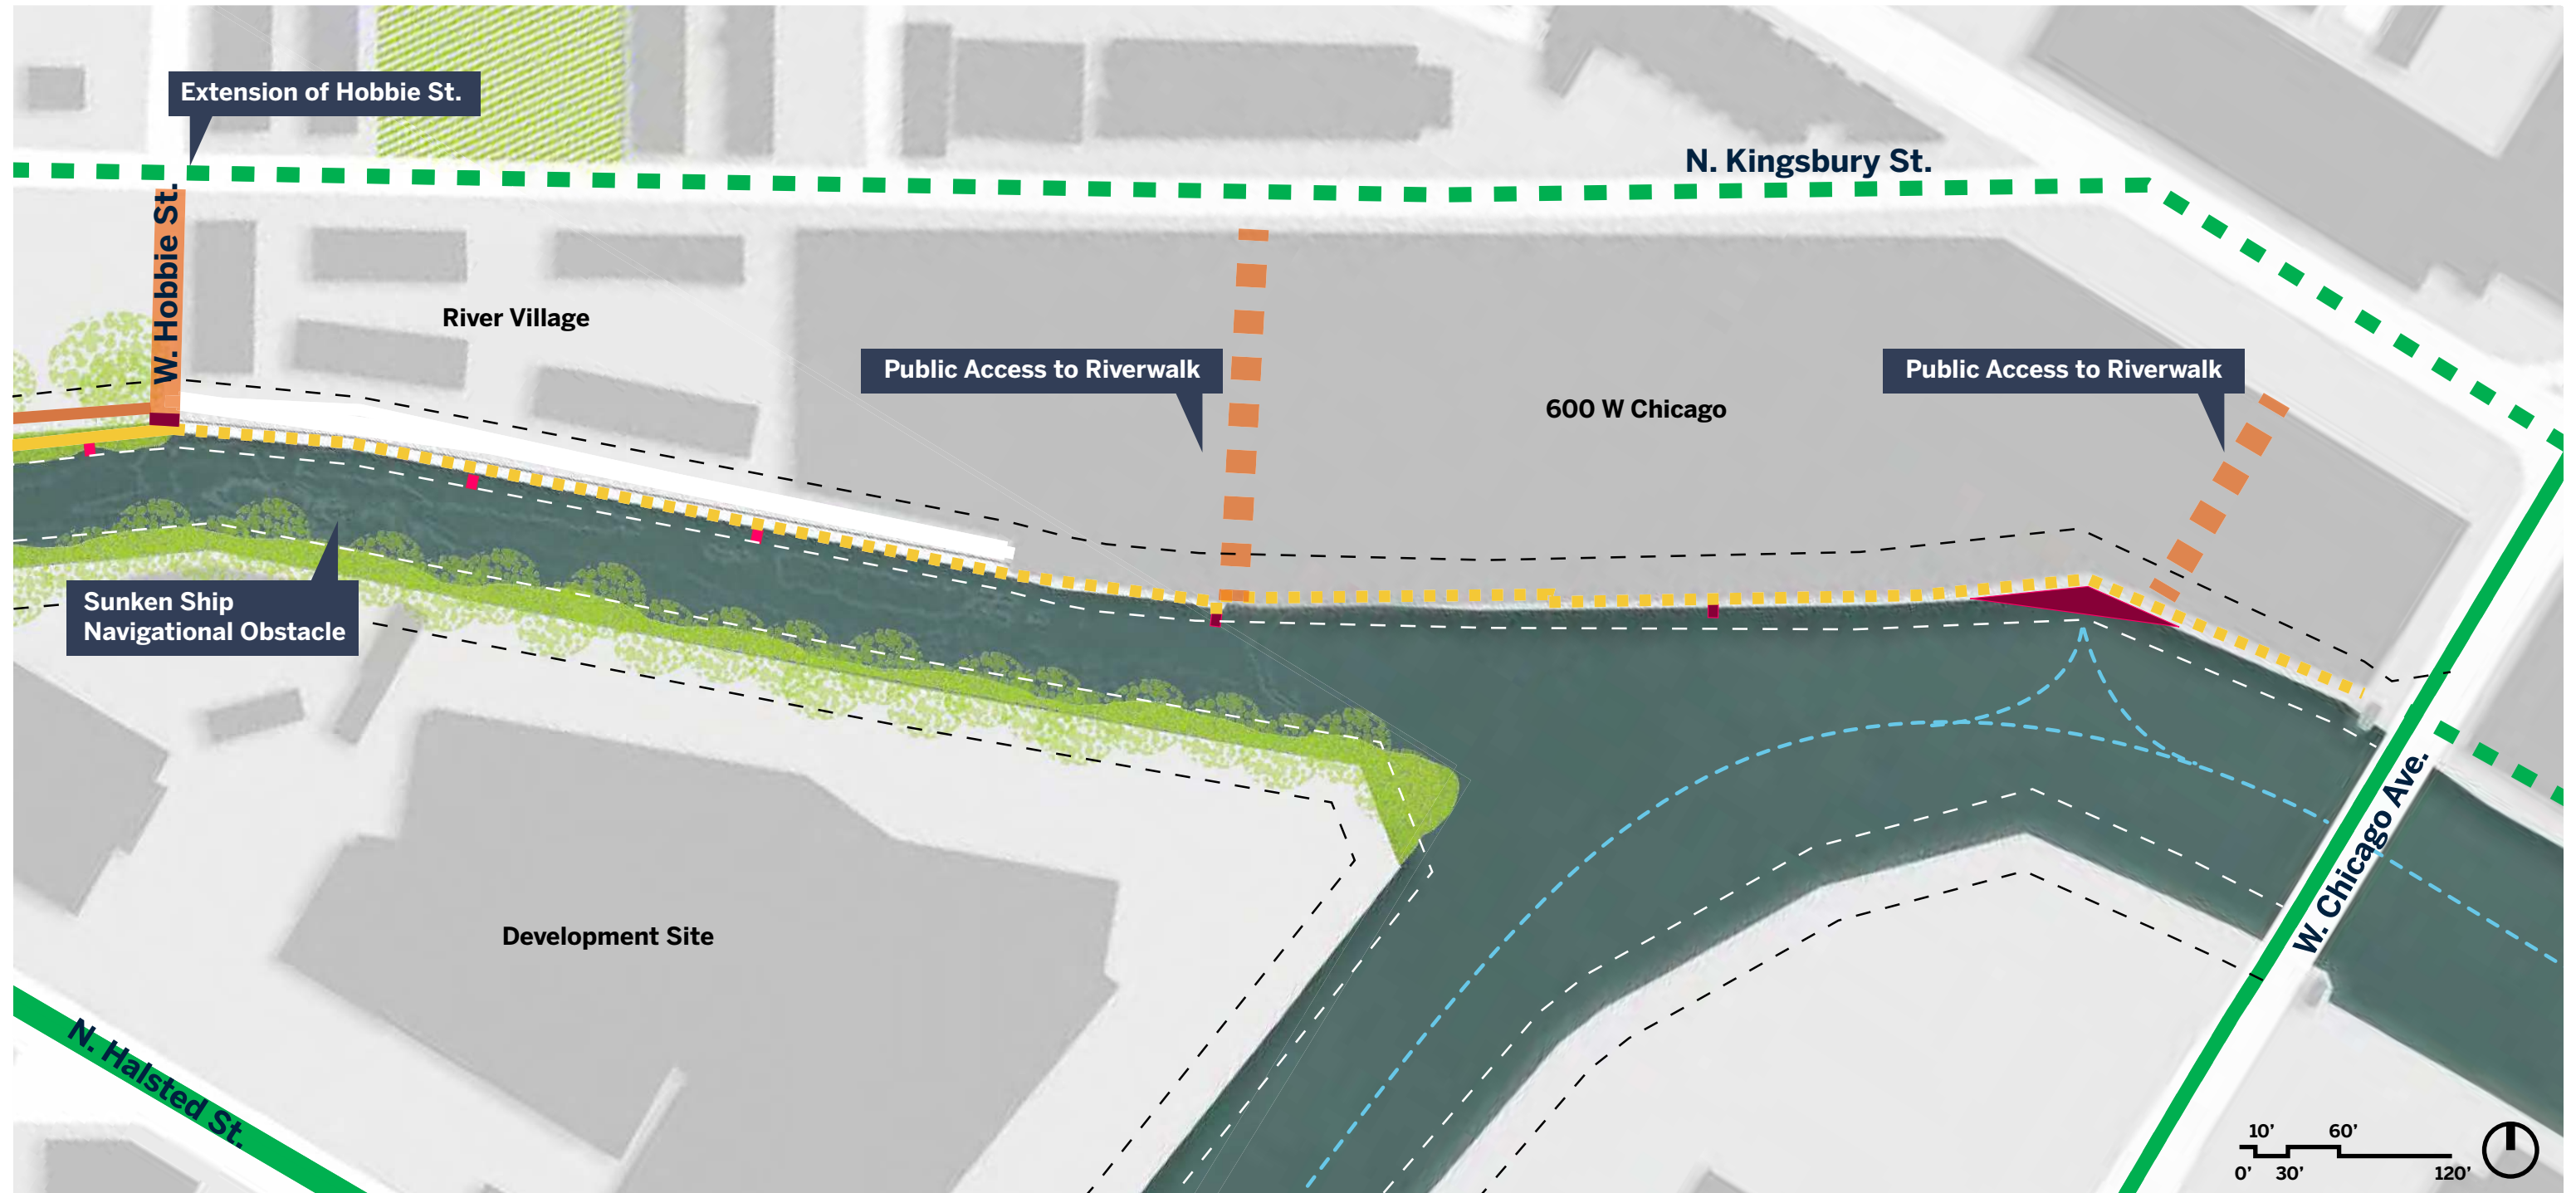 Extension of Hobbie St.
N. Kingsbury St.
W. Hobbie St.
River Village
Public Access to Riverwalk
Public Access to Riverwalk
600 W Chicago
Sunken Ship
Navigational Obstacle
Development Site
W. Chicago Ave.
N. Halsted St.
10’ 60’
0’ 30’ 120’